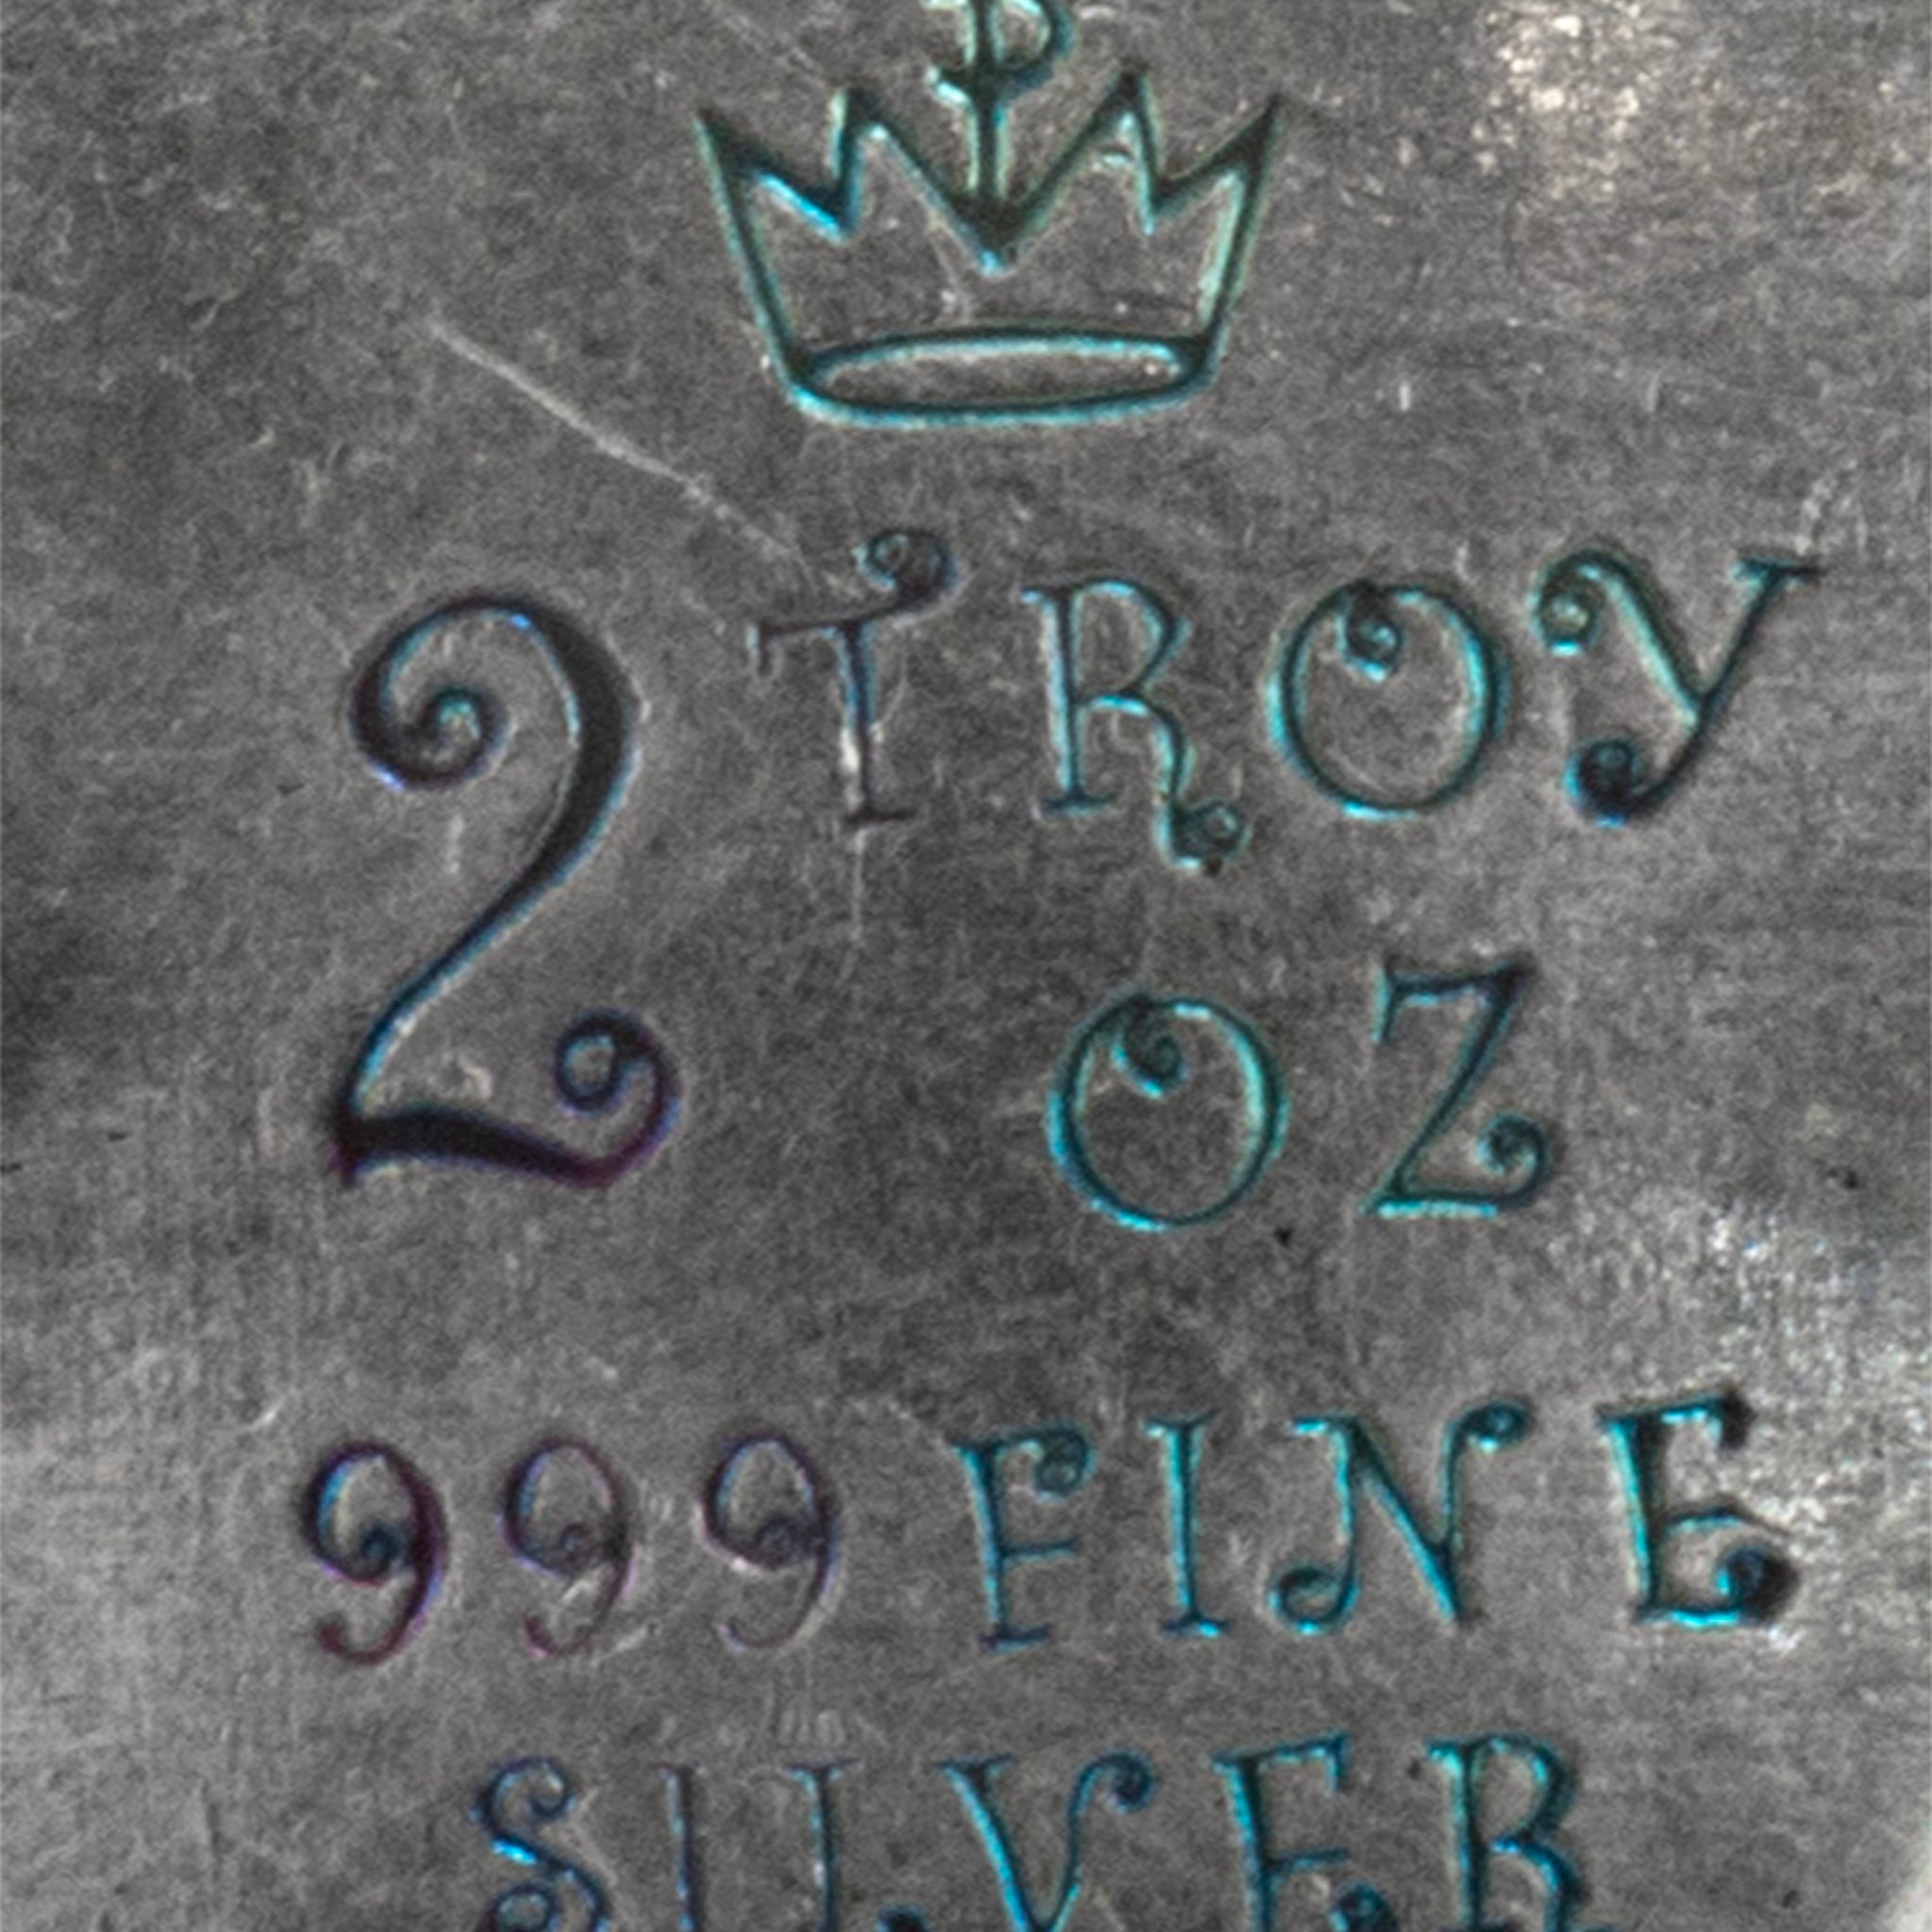 P
2 TROY
OZ
999 FINE
SILVER